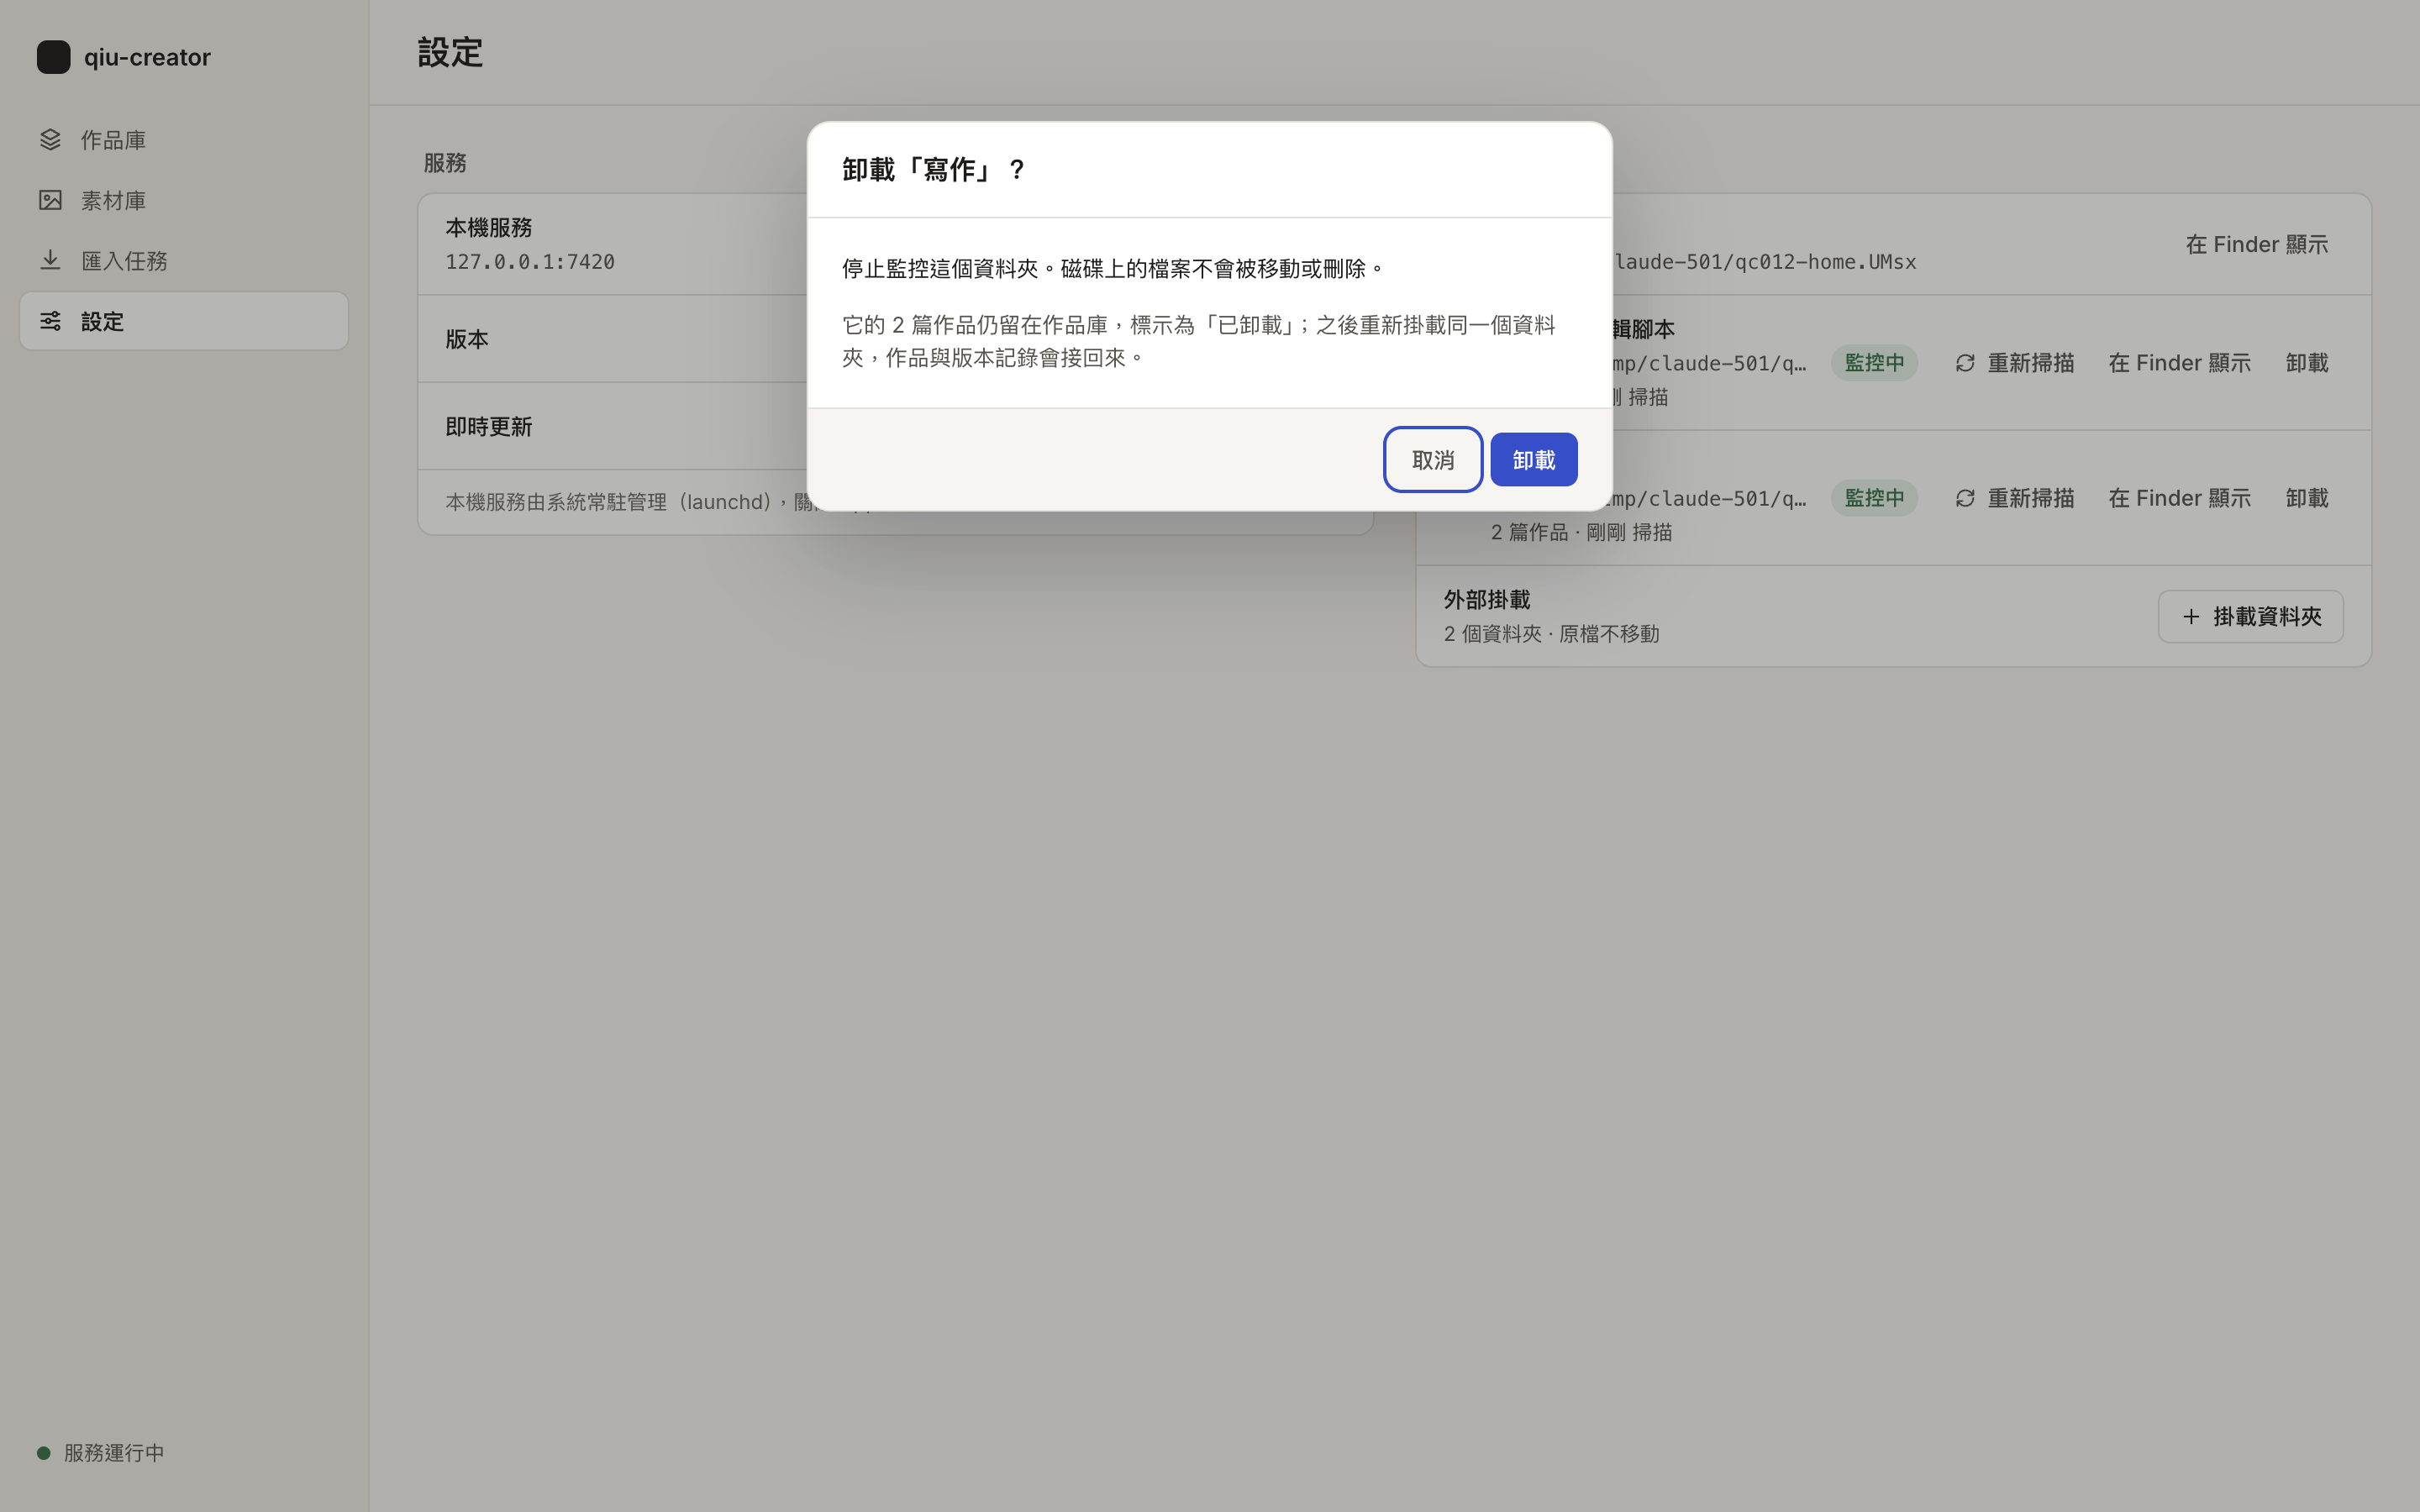 qiu-creator
作品庫
素材庫
匯入任務
設定
服務運行中
設定
服務
本機服務
127.0.0.1:7420
版本
即時更新
本機服務由系統常駐管理（launchd），關
卸載「寫作」？
停止監控這個資料夾。磁碟上的檔案不會被移動或刪除。
它的 2 篇作品仍留在作品庫，標示為「已卸載」；之後重新掛載同一個資料
夾，作品與版本記錄會接回來。
取消
卸載
laude-501/qc012-home.UMsx
在 Finder 顯示
輯腳本
mp/claude-501/q…
監控中
重新掃描
在 Finder 顯示
卸載
掃描
mp/claude-501/q…
監控中
重新掃描
在 Finder 顯示
卸載
2 篇作品 · 剛剛 掃描
外部掛載
2 個資料夾 · 原檔不移動
掛載資料夾